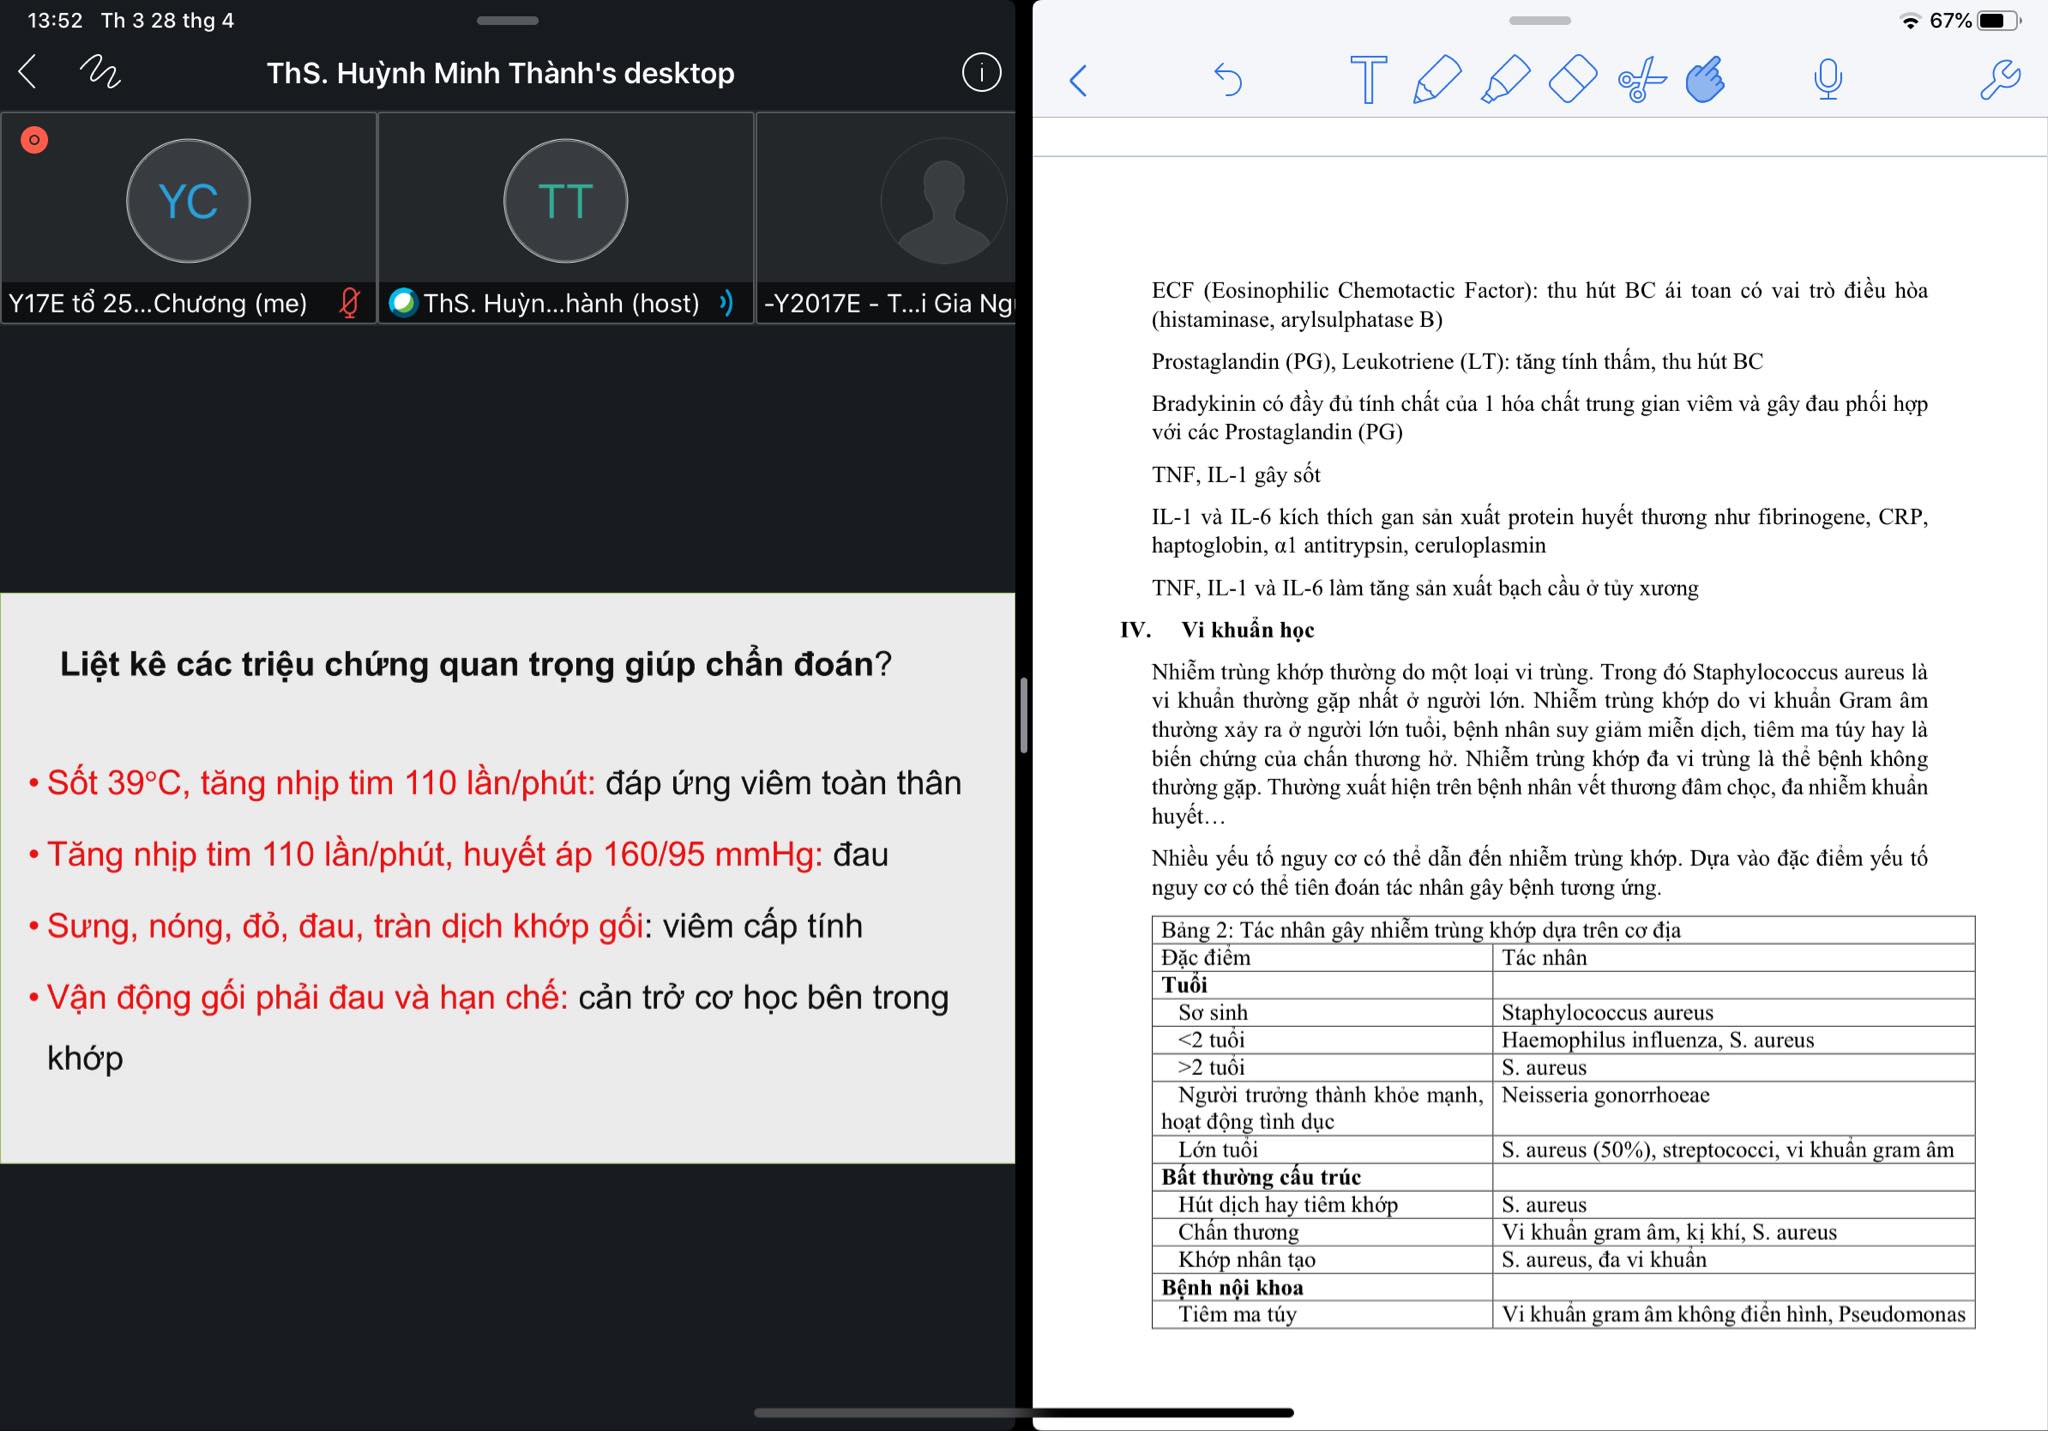 13:52 Th 3 28 thg 4
ThS. Huỳnh Minh Thành's desktop
YC
TT
Y17E tổ 25...Chương (me)
ThS. Huỳn...hành (host)
-Y2017E - T...i Gia Ng
Liệt kê các triệu chứng quan trọng giúp chẩn đoán?
• Sốt 39°C, tăng nhịp tim 110 lần/phút: đáp ứng viêm toàn thân
• Tăng nhịp tim 110 lần/phút, huyết áp 160/95 mmHg: đau
• Sưng, nóng, đỏ, đau, tràn dịch khớp gối: viêm cấp tính
• Vận động gối phải đau và hạn chế: cản trở cơ học bên trong
khớp
67%
ECF (Eosinophilic Chemotactic Factor): thu hút BC ái toan có vai trò điều hòa
(histaminase, arylsulphatase B)
Prostaglandin (PG), Leukotriene (LT): tăng tính thấm, thu hút BC
Bradykinin có đầy đủ tính chất của 1 hóa chất trung gian viêm và gây đau phối hợp
với các Prostaglandin (PG)
TNF, IL-1 gây sốt
IL-1 và IL-6 kích thích gan sản xuất protein huyết thương như fibrinogene, CRP,
haptoglobin, α1 antitrypsin, ceruloplasmin
TNF, IL-1 và IL-6 làm tăng sản xuất bạch cầu ở tủy xương
IV. Vi khuẩn học
Nhiễm trùng khớp thường do một loại vi trùng. Trong đó Staphylococcus aureus là
vi khuẩn thường gặp nhất ở người lớn. Nhiễm trùng khớp do vi khuẩn Gram âm
thường xảy ra ở người lớn tuổi, bệnh nhân suy giảm miễn dịch, tiêm ma túy hay là
biến chứng của chấn thương hở. Nhiễm trùng khớp đa vi trùng là thể bệnh không
thường gặp. Thường xuất hiện trên bệnh nhân vết thương đâm chọc, đa nhiễm khuẩn
huyết...
Nhiều yếu tố nguy cơ có thể dẫn đến nhiễm trùng khớp. Dựa vào đặc điểm yếu tố
nguy cơ có thể tiên đoán tác nhân gây bệnh tương ứng.
Bảng 2: Tác nhân gây nhiễm trùng khớp dựa trên cơ địa
Đặc điểm Tác nhân
Tuổi
Sơ sinh Staphylococcus aureus
<2 tuổi Haemophilus influenza, S. aureus
>2 tuổi S. aureus
Người trưởng thành khỏe mạnh, Neisseria gonorrhoeae
hoạt động tình dục
Lớn tuổi S. aureus (50%), streptococci, vi khuẩn gram âm
Bất thường cấu trúc
Hút dịch hay tiêm khớp S. aureus
Chấn thương Vi khuẩn gram âm, kị khí, S. aureus
Khớp nhân tạo S. aureus, đa vi khuẩn
Bệnh nội khoa
Tiêm ma túy Vi khuẩn gram âm không điển hình, Pseudomonas